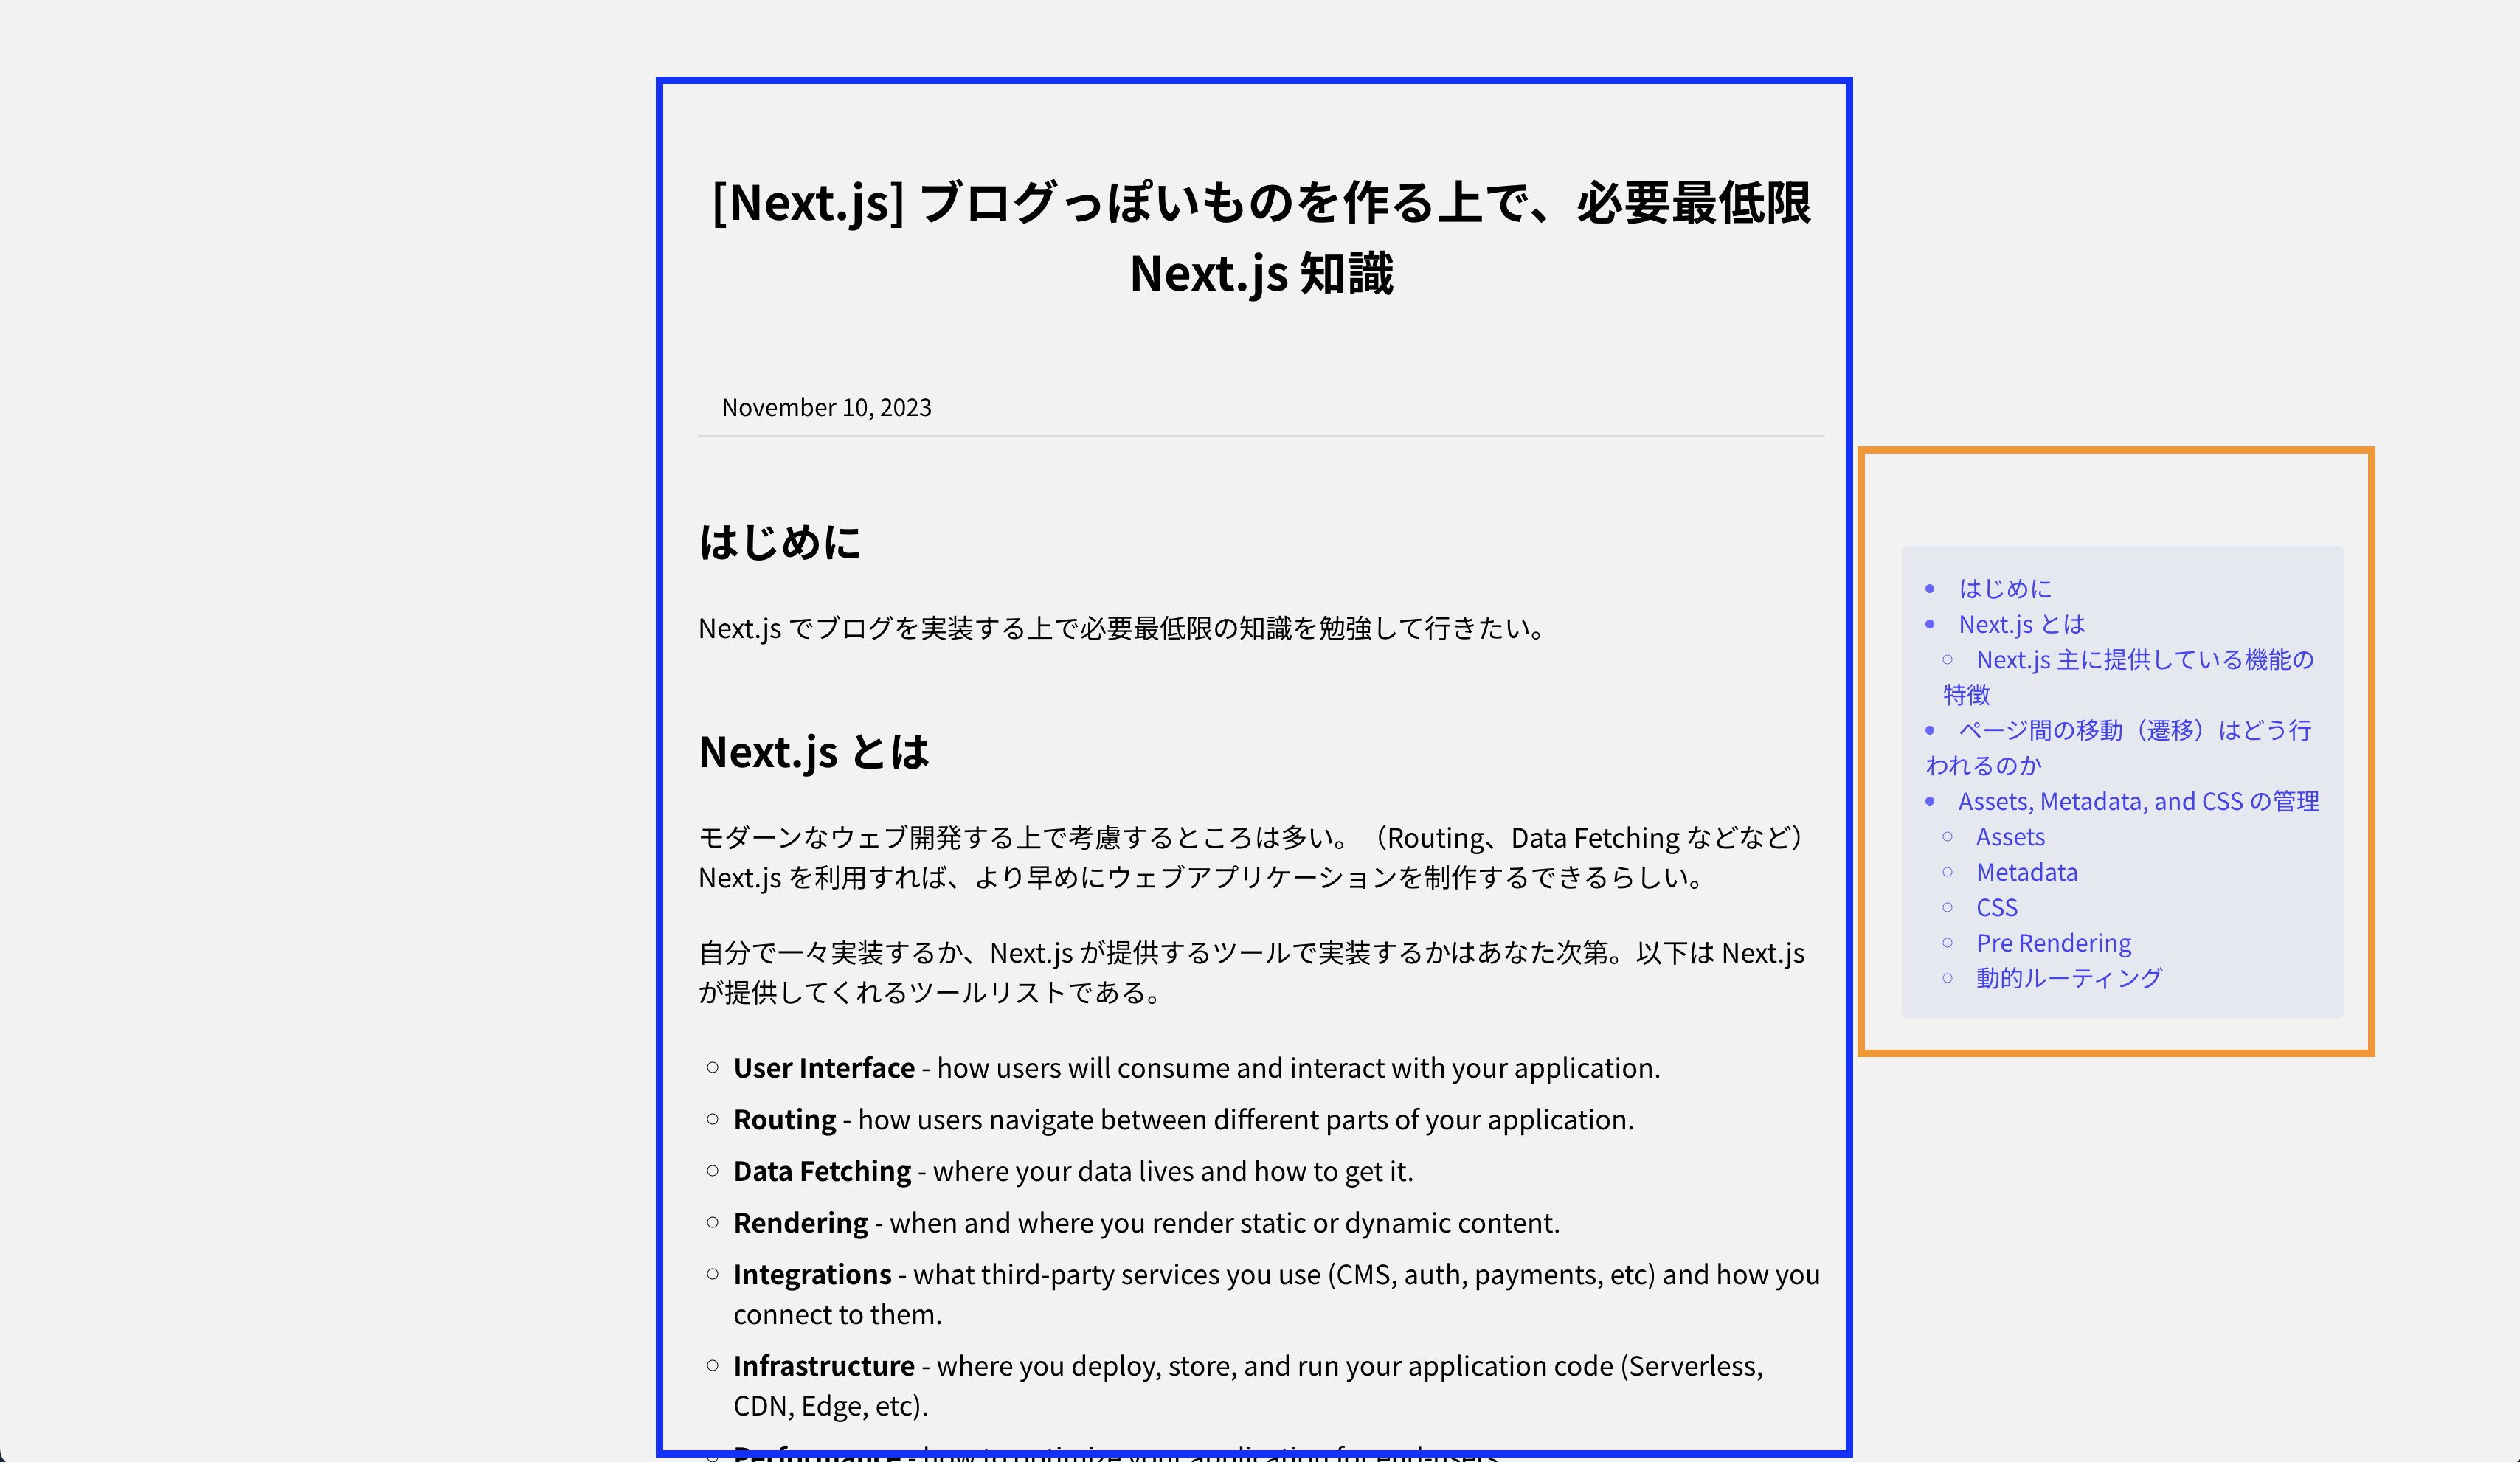 [Next.js] ブログっぽいものを作る上で、必要最低限
Next.js 知識
November 10, 2023
はじめに
Next.js でブログを実装する上で必要最低限の知識を勉強して行きたい。
Next.js とは
モダーンなウェブ開発する上で考慮するところは多い。（Routing、Data Fetching などなど）
Next.js を利用すれば、より早めにウェブアプリケーションを制作するできるらしい。
自分で一々実装するか、Next.js が提供するツールで実装するかはあなた次第。以下は Next.js
が提供してくれるツールリストである。
User Interface - how users will consume and interact with your application.
Routing - how users navigate between different parts of your application.
Data Fetching - where your data lives and how to get it.
Rendering - when and where you render static or dynamic content.
Integrations - what third-party services you use (CMS, auth, payments, etc) and how you
connect to them.
Infrastructure - where you deploy, store, and run your application code (Serverless,
CDN, Edge, etc).
Performance - how to optimize your application for end-users.
はじめに
Next.js とは
Next.js 主に提供している機能の
特徴
ページ間の移動（遷移）はどう行
われるのか
Assets, Metadata, and CSS の管理
Assets
Metadata
CSS
Pre Rendering
動的ルーティング